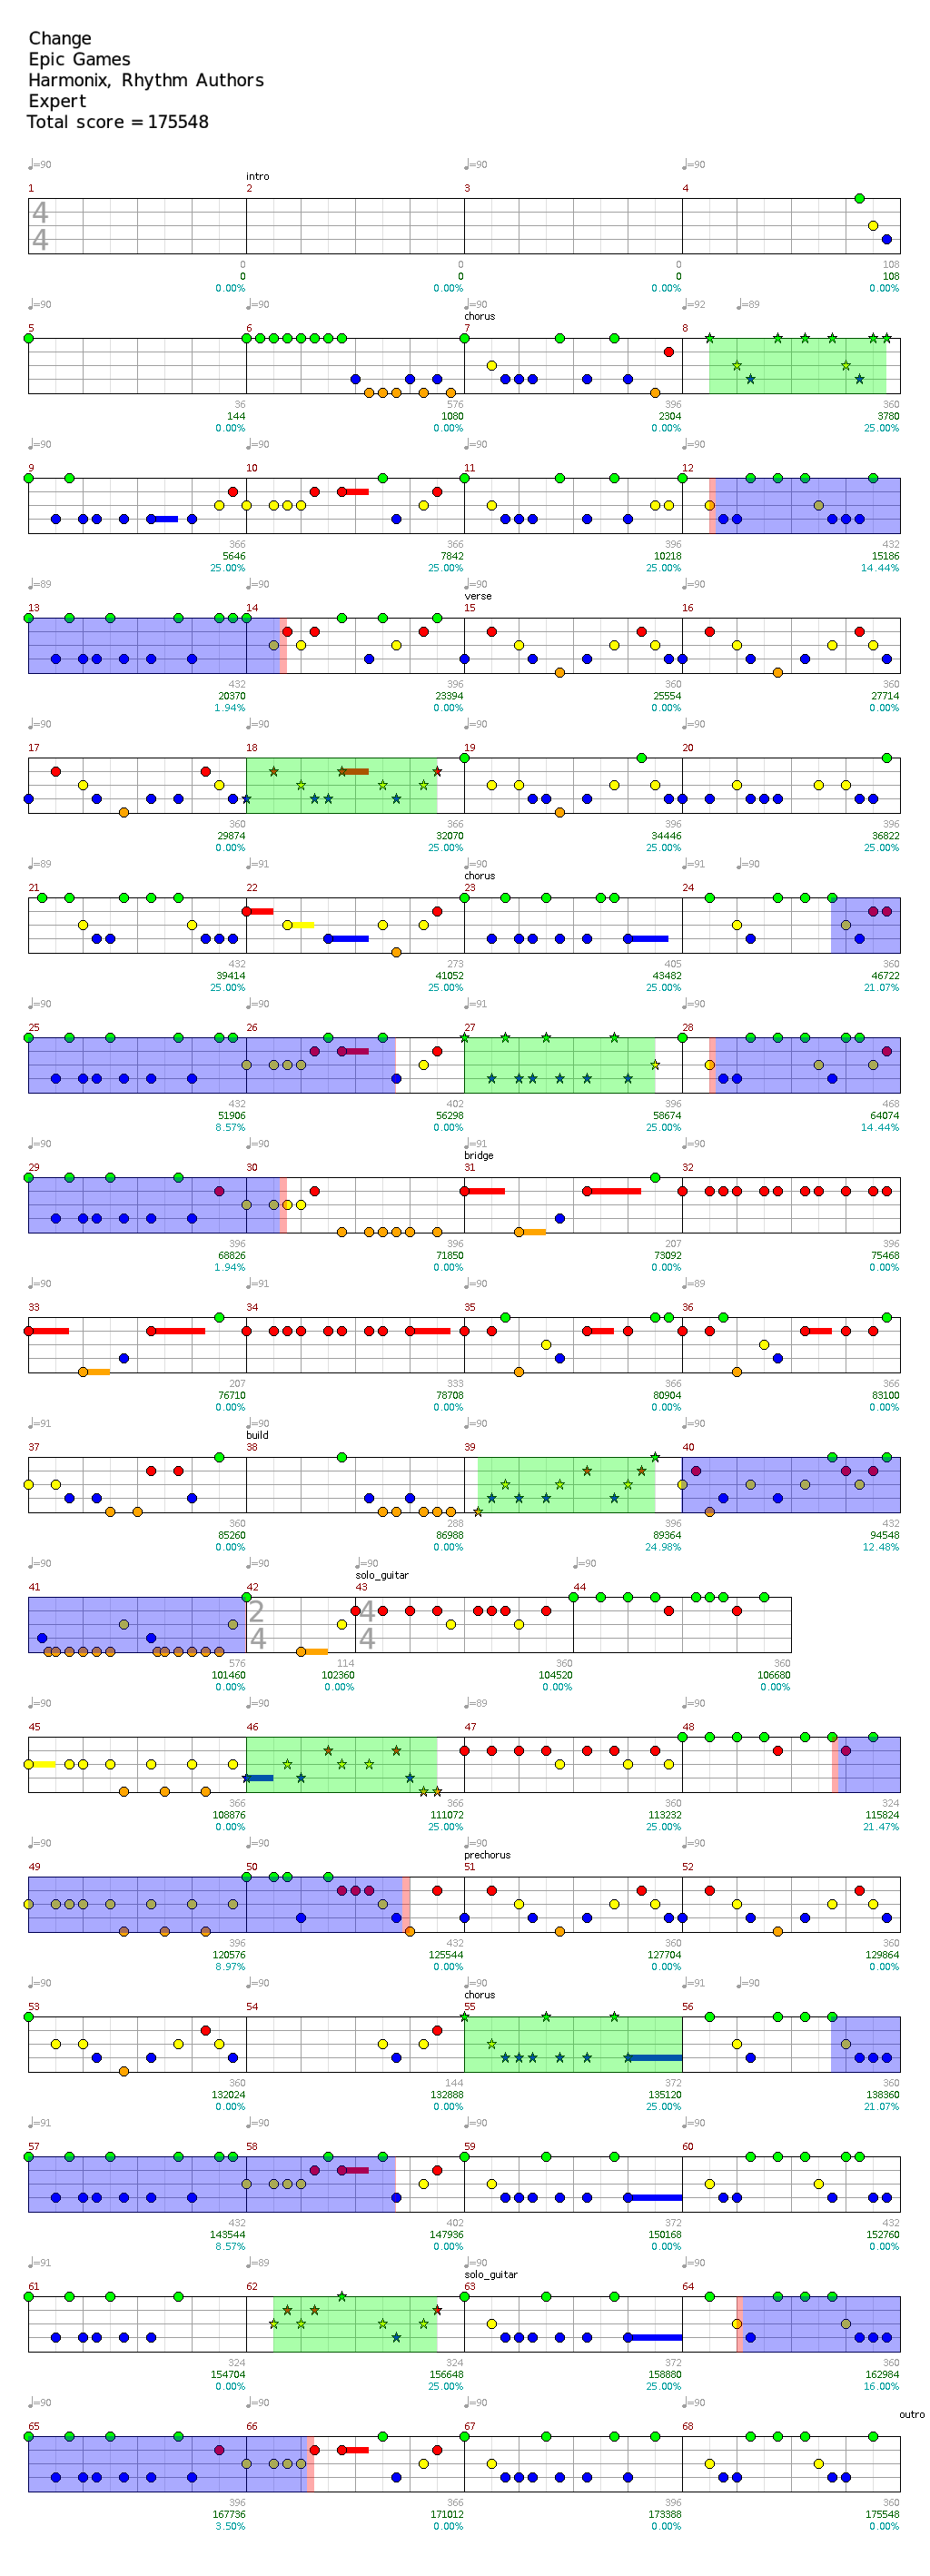 Change
Epic Games
Harmonix, Rhythm Authors
Expert
Total score = 175548
♩=90 ♩=90 ♩=90
intro
1 2 3 4
4
4
0 0 0 108
0 0 0 108
0.00% 0.00% 0.00% 0.00%
♩=90 ♩=90 ♩=92 ♩=89
chorus
5 6 7 8
36 576 396 360
144 1080 2304 3780
0.00% 0.00% 0.00% 25.00%
♩=90 ♩=90 ♩=90 ♩=90
9 10 11 12
366 366 396 432
5646 7842 10218 15186
25.00% 25.00% 25.00% 14.44%
♩=89 ♩=90 ♩=90 ♩=90
verse
13 14 15 16
432 396 360 360
20370 23394 25554 27714
1.94% 0.00% 0.00% 0.00%
♩=90 ♩=90 ♩=90 ♩=90
17 18 19 20
360 366 396 396
29874 32070 34446 36822
0.00% 25.00% 25.00% 25.00%
♩=89 ♩=91 ♩=90 ♩=91 ♩=90
chorus
21 22 23 24
432 273 405 360
39414 41052 43482 46722
25.00% 25.00% 25.00% 21.07%
♩=90 ♩=90 ♩=91 ♩=90
25 26 27 28
432 402 396 468
51906 56298 58674 64074
8.57% 0.00% 25.00% 14.44%
♩=90 ♩=90 ♩=91
bridge
29 30 31 32
396 396 207 396
68826 71850 73092 75468
1.94% 0.00% 0.00% 0.00%
♩=90 ♩=91 ♩=90 ♩=89
33 34 35 36
207 333 366 366
76710 78708 80904 83100
0.00% 0.00% 0.00% 0.00%
♩=91 ♩=90 ♩=90 ♩=90
build
37 38 39 40
360 288 396 432
85260 86988 89364 94548
0.00% 0.00% 24.98% 12.48%
♩=90 ♩=90 ♩=90 ♩=90
solo_guitar
41 42 43 44
2 4
4 4
576 114 360 360
101460 102360 104520 106680
0.00% 0.00% 0.00% 0.00%
♩=90 ♩=90 ♩=89 ♩=90
45 46 47 48
366 366 360 324
108876 111072 113232 115824
0.00% 25.00% 25.00% 21.47%
♩=90 ♩=90 ♩=90 ♩=90
prechorus
49 50 51 52
396 432 360 360
120576 125544 127704 129864
8.97% 0.00% 0.00% 0.00%
♩=90 ♩=90 ♩=90 ♩=91 ♩=90
chorus
53 54 55 56
360 144 372 360
132024 132888 135120 138360
0.00% 0.00% 25.00% 21.07%
♩=91 ♩=90 ♩=90 ♩=90
57 58 59 60
432 402 372 432
143544 147936 150168 152760
8.57% 0.00% 0.00% 0.00%
♩=91 ♩=89 ♩=90 ♩=90
solo_guitar
61 62 63 64
324 324 372 360
154704 156648 158880 162984
0.00% 25.00% 25.00% 16.00%
♩=90 ♩=90 ♩=90 ♩=90
outro
65 66 67 68
396 366 396 360
167736 171012 173388 175548
3.50% 0.00% 0.00% 0.00%